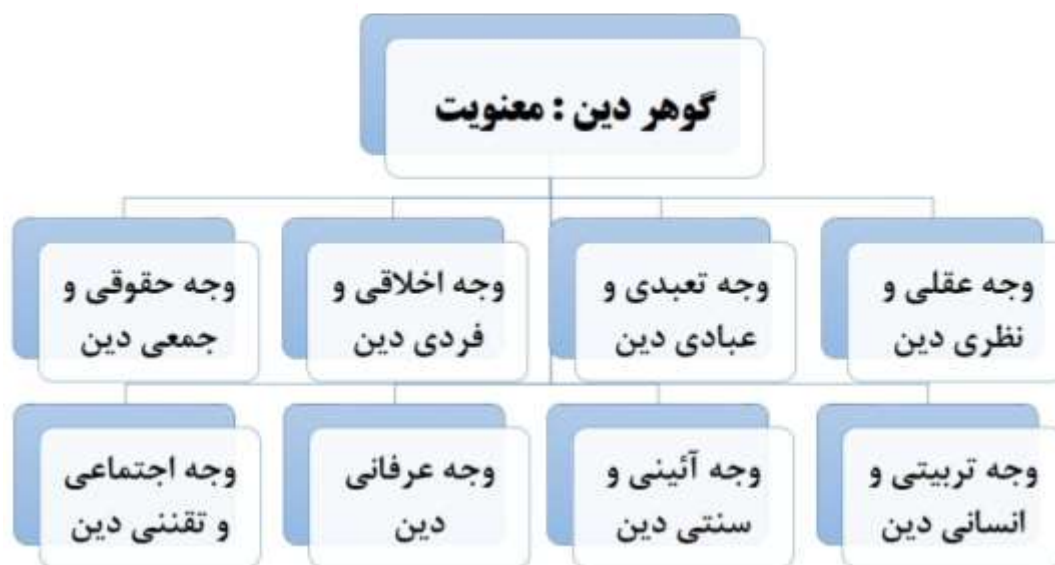 گوهر دین : معنویت
وجه عقلی و
نظری دین
وجه تعبدی و
عبادی دین
وجه اخلاقی و
فردی دین
وجه حقوقی و
جمعی دین
وجه تربیتی و
انسانی دین
وجه آئینی و
سنتی دین
وجه عرفانی
دین
وجه اجتماعی
و تقننی دین